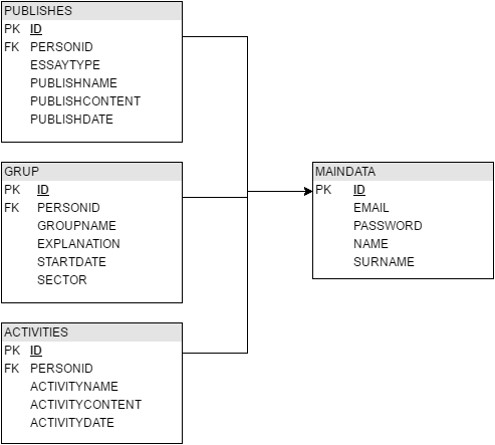 PUBLISHES
PK ID
FK PERSONID
ESSAYTYPE
PUBLISHNAME
PUBLISHCONTENT
PUBLISHDATE
GRUP
PK ID
FK PERSONID
GROUPNAME
EXPLANATION
STARTDATE
SECTOR
ACTIVITIES
PK ID
FK PERSONID
ACTIVITYNAME
ACTIVITYCONTENT
ACTIVITYDATE
MAINDATA
PK ID
EMAIL
PASSWORD
NAME
SURNAME